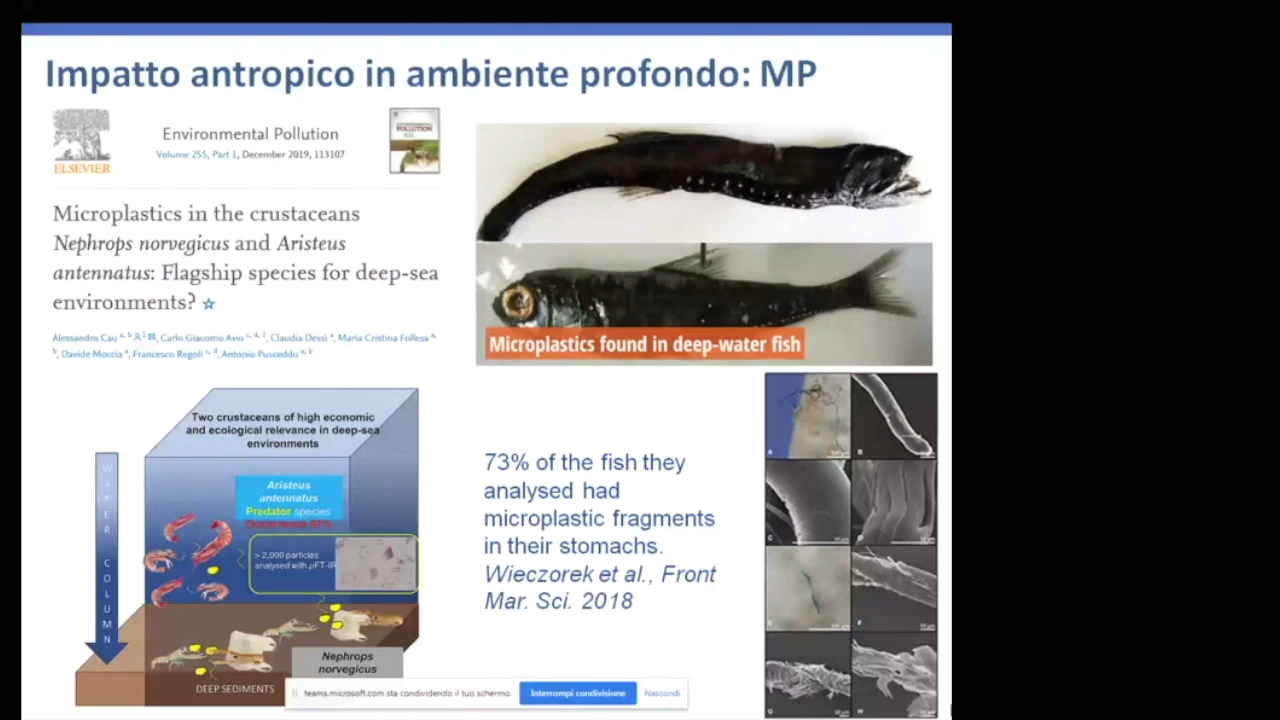 Impatto antropico in ambiente profondo: MP
ELSEVIER
Environmental Pollution
Volume 255, Part 1, December 2019, 113107
Microplastics in the crustaceans
Nephrops norvegicus and Aristeus
antennatus: Flagship species for deep-sea
environments? ☆
Alessandro Cau a, b, Carlo Giacomo Avio c, d, 1, Claudia Dessì a, Maria Cristina Follesa a,
b, Davide Moccia a, Francesco Regoli c, d, Antonio Pusceddu a, b
Microplastics found in deep-water fish
Two crustaceans of high economic
and ecological relevance in deep-sea
environments
WATER COLUMN
Aristeus
antennatus
Predator species
> 2,000 particles
analysed with μFT-IR
Nephrops
norvegicus
DEEP SEDIMENTS
73% of the fish they
analysed had
microplastic fragments
in their stomachs.
Wieczorek et al., Front
Mar. Sci. 2018
A
B
C
E
F
G
H
teams.microsoft.com sta condividendo il tuo schermo.
Interrompi condivisione
Nascondi